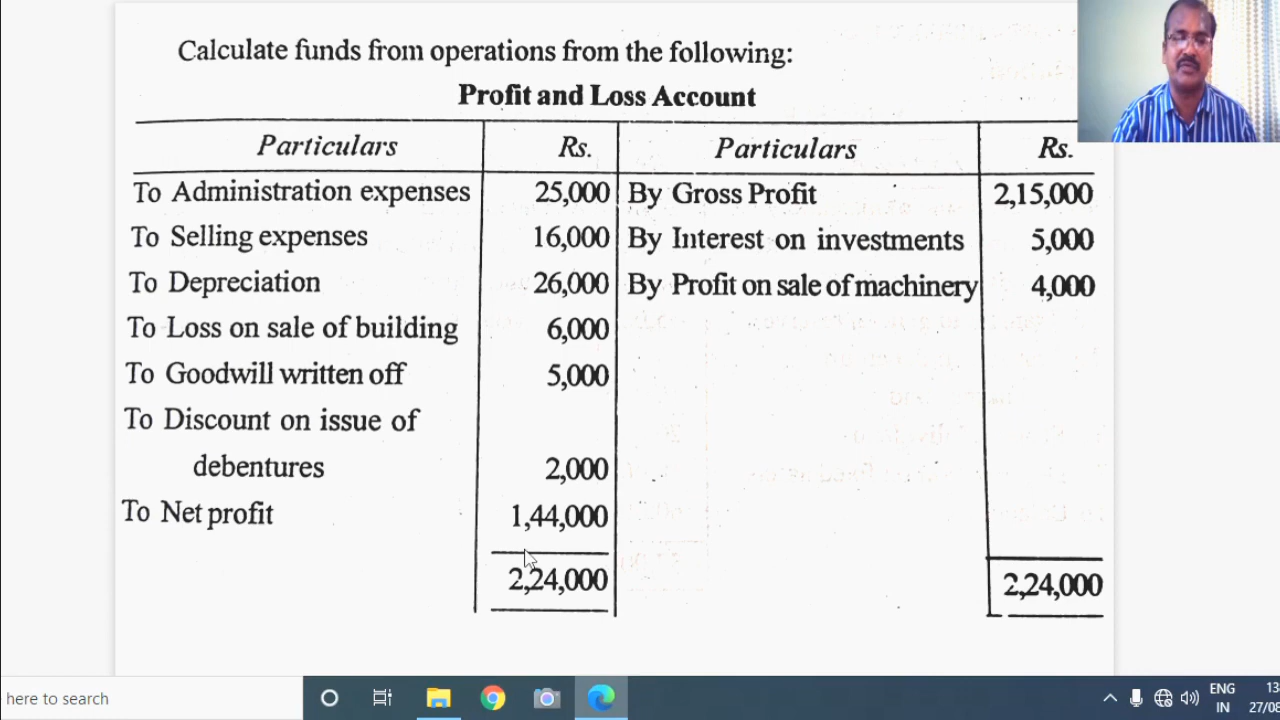 Calculate funds from operations from the following:
Profit and Loss Account
Particulars Rs. Particulars Rs.
To Administration expenses 25,000 By Gross Profit 2,15,000
To Selling expenses 16,000 By Interest on investments 5,000
To Depreciation 26,000 By Profit on sale of machinery 4,000
To Loss on sale of building 6,000
To Goodwill written off 5,000
To Discount on issue of
debentures 2,000
To Net profit 1,44,000
2,24,000 2,24,000
here to search
ENG 13
IN 27/08